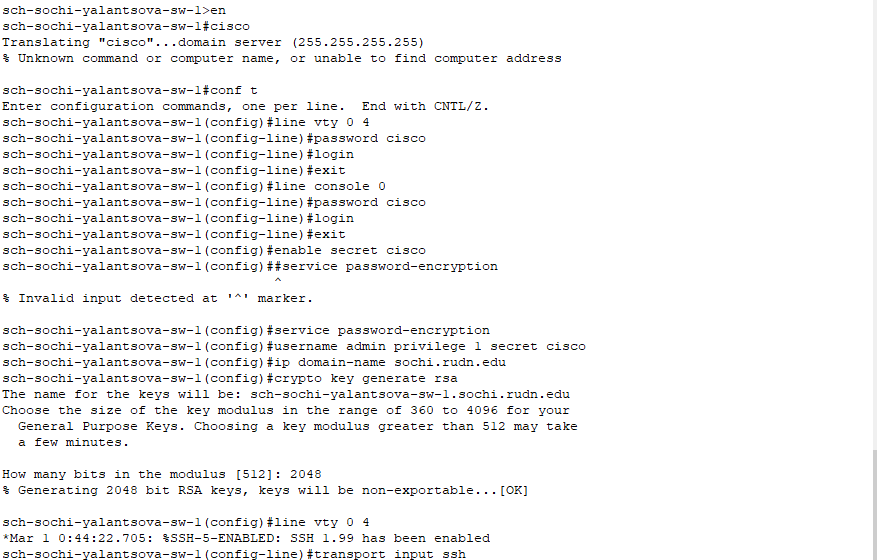 sch-sochi-yalantsova-sw-1>en
sch-sochi-yalantsova-sw-1#cisco
Translating "cisco"...domain server (255.255.255.255)
% Unknown command or computer name, or unable to find computer address
sch-sochi-yalantsova-sw-1#conf t
Enter configuration commands, one per line.  End with CNTL/Z.
sch-sochi-yalantsova-sw-1(config)#line vty 0 4
sch-sochi-yalantsova-sw-1(config-line)#password cisco
sch-sochi-yalantsova-sw-1(config-line)#login
sch-sochi-yalantsova-sw-1(config-line)#exit
sch-sochi-yalantsova-sw-1(config)#line console 0
sch-sochi-yalantsova-sw-1(config-line)#password cisco
sch-sochi-yalantsova-sw-1(config-line)#login
sch-sochi-yalantsova-sw-1(config-line)#exit
sch-sochi-yalantsova-sw-1(config)#enable secret cisco
sch-sochi-yalantsova-sw-1(config)##service password-encryption
^
% Invalid input detected at '^' marker.
sch-sochi-yalantsova-sw-1(config)#service password-encryption
sch-sochi-yalantsova-sw-1(config)#username admin privilege 1 secret cisco
sch-sochi-yalantsova-sw-1(config)#ip domain-name sochi.rudn.edu
sch-sochi-yalantsova-sw-1(config)#crypto key generate rsa
The name for the keys will be: sch-sochi-yalantsova-sw-1.sochi.rudn.edu
Choose the size of the key modulus in the range of 360 to 4096 for your
General Purpose Keys. Choosing a key modulus greater than 512 may take
a few minutes.
How many bits in the modulus [512]: 2048
% Generating 2048 bit RSA keys, keys will be non-exportable...[OK]
sch-sochi-yalantsova-sw-1(config)#line vty 0 4
*Mar 1 0:44:22.705: %SSH-5-ENABLED: SSH 1.99 has been enabled
sch-sochi-yalantsova-sw-1(config-line)#transport input ssh